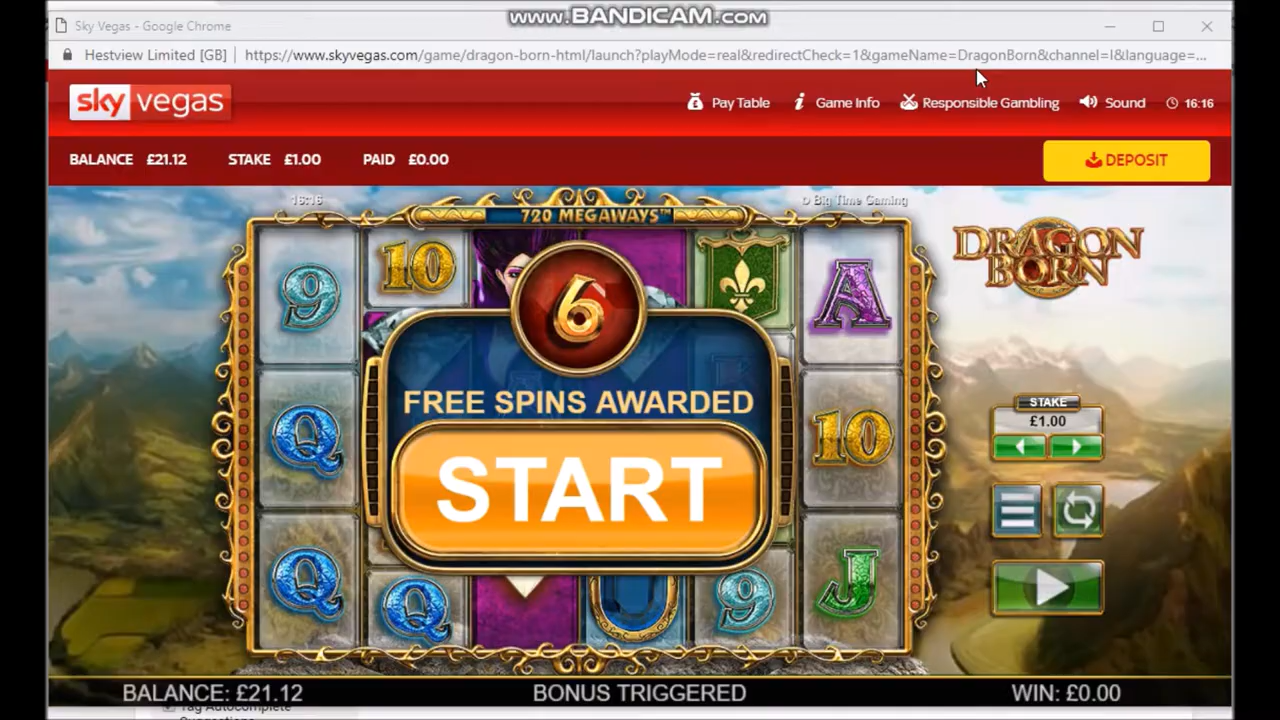 www.BANDICAM.com
Sky Vegas - Google Chrome
Hestview Limited [GB] | https://www.skyvegas.com/game/dragon-born-html/launch?playMode=real&redirectCheck=1&gameName=DragonBorn&channel=I&language=...
sky vegas
Pay Table
Game Info
Responsible Gambling
Sound
16:16
BALANCE £21.12 STAKE £1.00 PAID £0.00
DEPOSIT
16:16
© Big Time Gaming
720 MEGAWAYS™
DRAGON
BORN
9
10
A
6
FREE SPINS AWARDED
START
Q
10
Q
Q
9
J
STAKE
£1.00
BALANCE: £21.12
BONUS TRIGGERED
WIN: £0.00
Tag Autocomplete
Suggestions